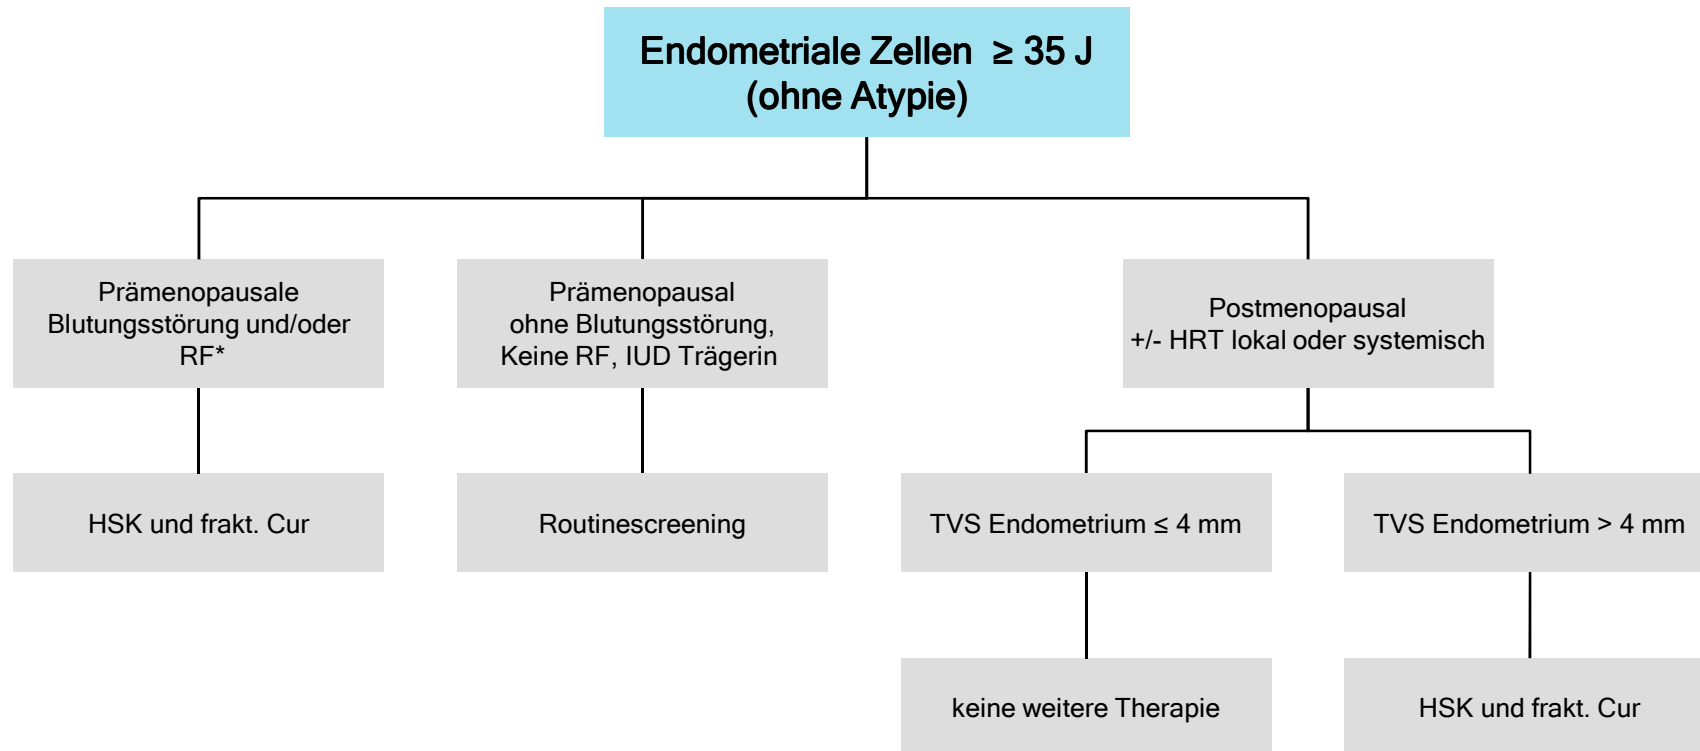 Endometriale Zellen ≥ 35 J
(ohne Atypie)
Prämenopausale
Blutungsstörung und/oder
RF*
Prämenopausal
ohne Blutungsstörung,
Keine RF, IUD Trägerin
Postmenopausal
+/- HRT lokal oder systemisch
HSK und frakt. Cur
Routinescreening
TVS Endometrium ≤ 4 mm
TVS Endometrium > 4 mm
keine weitere Therapie
HSK und frakt. Cur